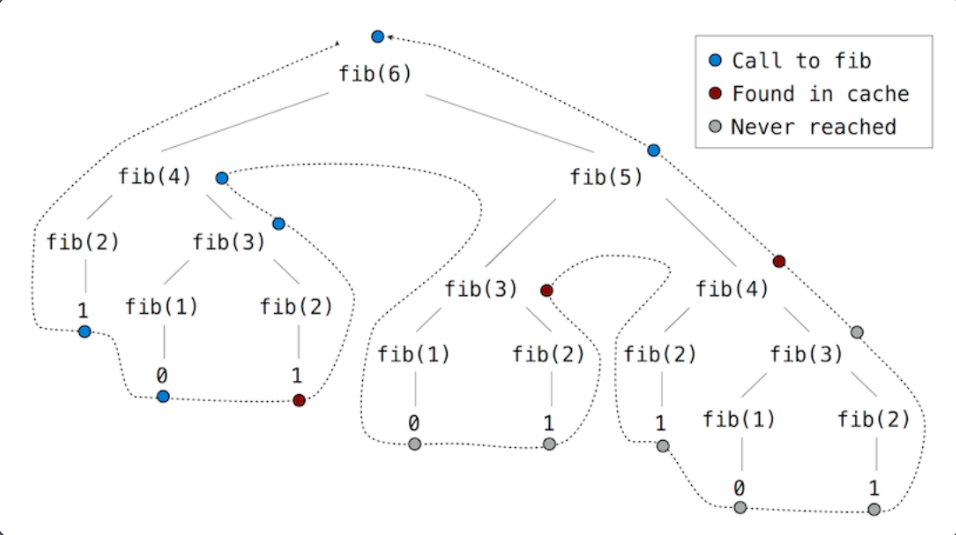 fib(6)
Call to fib
Found in cache
Never reached
fib(4)
fib(5)
fib(2)
fib(3)
fib(3)
fib(4)
1
fib(1)
fib(2)
fib(1)
fib(2)
fib(2)
fib(3)
0
1
0
1
1
fib(1)
fib(2)
0
1